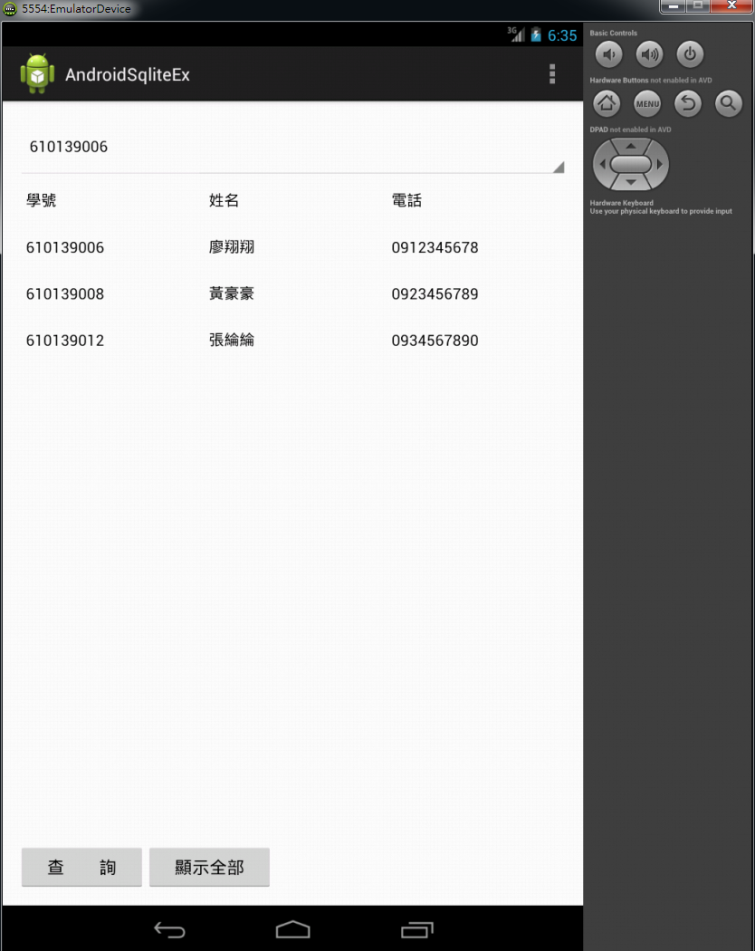 5554:EmulatorDevice
3G 6:35
AndroidSqliteEx
610139006
學號 姓名 電話
610139006 廖翔翔 0912345678
610139008 黃豪豪 0923456789
610139012 張綸綸 0934567890
查 詢 顯示全部
Basic Controls
Hardware Buttons not enabled in AVD
MENU
DPAD not enabled in AVD
Hardware Keyboard
Use your physical keyboard to provide input